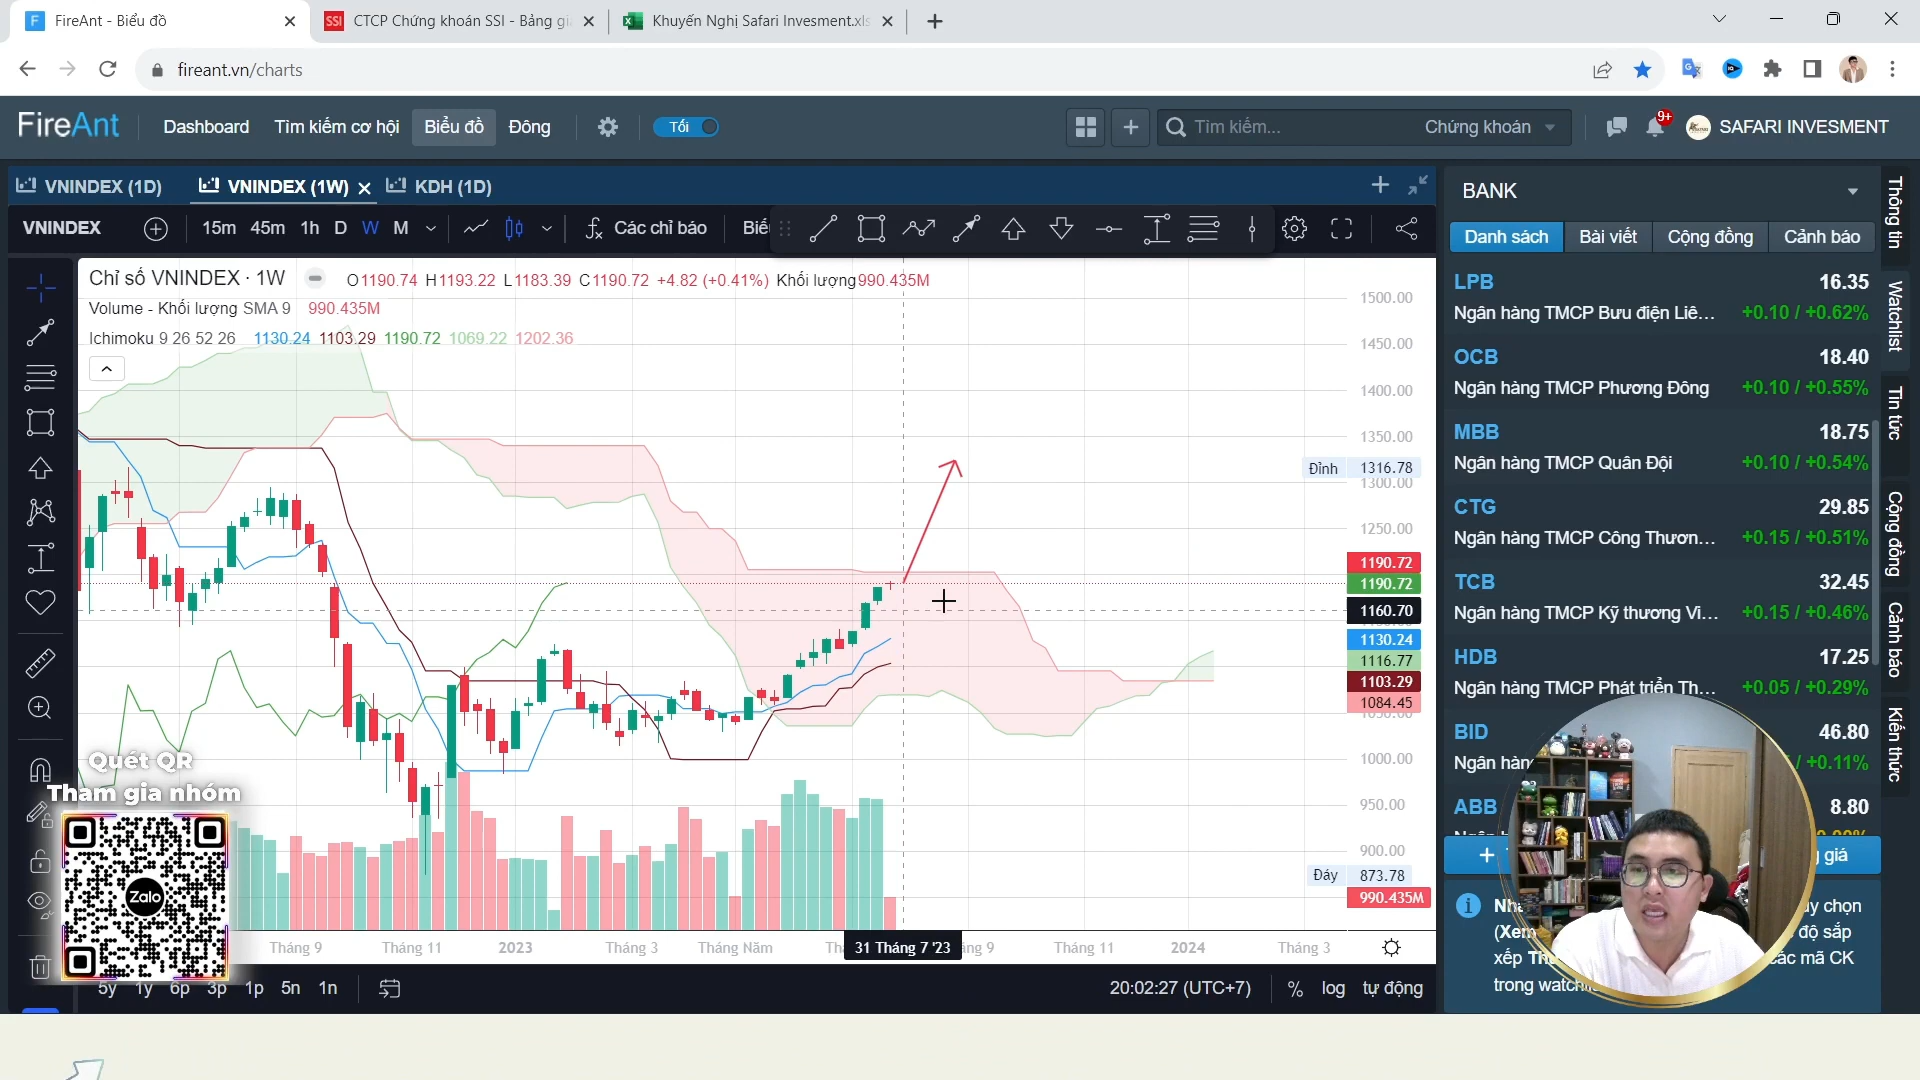 FireAnt - Biểu đồ
CTCP Chứng khoán SSI - Bảng gi
Khuyến Nghị Safari Invesment.xls
fireant.vn/charts
FireAnt
Dashboard
Tìm kiếm cơ hội
Biểu đồ
Đông
Tối
Tìm kiếm...
Chứng khoán
9+
SAFARI INVESMENT
VNINDEX (1D)
VNINDEX (1W)
KDH (1D)
VNINDEX
15m
45m
1h
D
W
M
Các chỉ báo
Chỉ số VNINDEX · 1W
O1190.74 H1193.22 L1183.39 C1190.72 +4.82 (+0.41%) Khối lượng990.435M
Volume - Khối lượng SMA 9 990.435M
Ichimoku 9 26 52 26 1130.24 1103.29 1190.72 1069.22 1202.36
1500.00
1450.00
1400.00
1350.00
Đỉnh 1316.78
1300.00
1250.00
1190.72
1190.72
1160.70
1130.24
1116.77
1103.29
1084.45
1000.00
950.00
900.00
Đáy 873.78
990.435M
Tháng 9
Tháng 11
2023
Tháng 3
Tháng Năm
31 Tháng 7 '23
Tháng 11
2024
Tháng 3
5y
1y
6p
3p
1p
5n
1n
20:02:27 (UTC+7)
%
log
tự động
Quét QR
Tham gia nhóm
Zalo
BANK
Danh sách
Bài viết
Cộng đồng
Cảnh báo
LPB 16.35
Ngân hàng TMCP Bưu điện Liê... +0.10 / +0.62%
OCB 18.40
Ngân hàng TMCP Phương Đông +0.10 / +0.55%
MBB 18.75
Ngân hàng TMCP Quân Đội +0.10 / +0.54%
CTG 29.85
Ngân hàng TMCP Công Thươn... +0.15 / +0.51%
TCB 32.45
Ngân hàng TMCP Kỹ thương Vi... +0.15 / +0.46%
HDB 17.25
Ngân hàng TMCP Phát triển Th... +0.05 / +0.29%
BID 46.80
Ngân / +0.11%
ABB 8.80
giá
chọn
(Xem độ sắp
xếp các mã CK
trong
Thông tin
Watchlist
Tin tức
Cộng đồng
Cảnh báo
Kiến thức